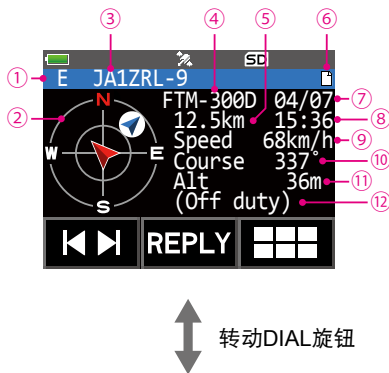 ③ ④ ⑤ ⑥
SD
① E JA1ZRL-9
② N FTM-300D 04/07 ⑦
12.5km 15:36 ⑧
Speed 68km/h ⑨
W E Course 337° ⑩
Alt 36m ⑪
S (Off duty) ⑫
REPLY
转动DIAL旋钮